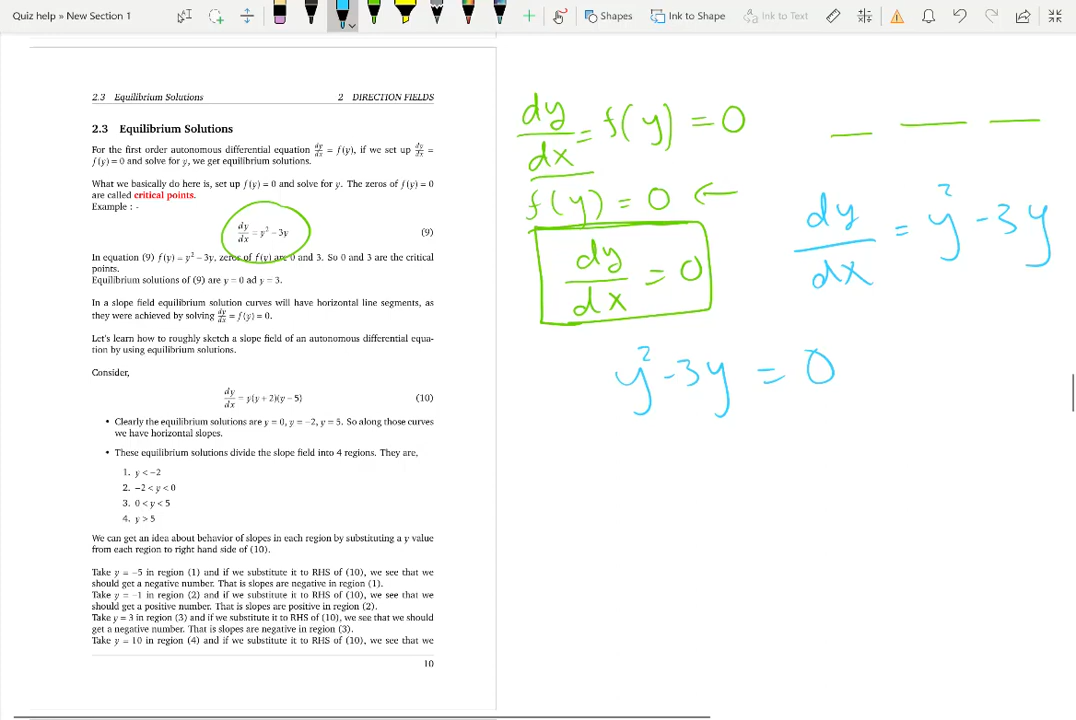 Quiz help » New Section 1
Shapes
Ink to Shape
Ink to Text
2.3 Equilibrium Solutions
2 DIRECTION FIELDS
2.3 Equilibrium Solutions
For the first order autonomous differential equation dy/dx = f(y), if we set up dy/dx =
f(y) = 0 and solve for y, we get equilibrium solutions.
What we basically do here is, set up f(y) = 0 and solve for y. The zeros of f(y) = 0
are called critical points.
Example : -
dy/dx = y² − 3y (9)
In equation (9) f(y) = y² − 3y, zeros of f(y) are 0 and 3. So 0 and 3 are the critical
points.
Equilibrium solutions of (9) are y = 0 ad y = 3.
In a slope field equilibrium solution curves will have horizontal line segments, as
they were achieved by solving dy/dx = f(y) = 0.
Let's learn how to roughly sketch a slope field of an autonomous differential equa-
tion by using equilibrium solutions.
Consider,
dy/dx = y(y + 2)(y − 5) (10)
• Clearly the equilibrium solutions are y = 0, y = −2, y = 5. So along those curves
we have horizontal slopes.
• These equilibrium solutions divide the slope field into 4 regions. They are,
1. y < −2
2. −2 < y < 0
3. 0 < y < 5
4. y > 5
We can get an idea about behavior of slopes in each region by substituting a y value
from each region to right hand side of (10).
Take y = −5 in region (1) and if we substitute it to RHS of (10), we see that we
should get a negative number. That is slopes are negative in region (1).
Take y = −1 in region (2) and if we substitute it to RHS of (10), we see that we
should get a positive number. That is slopes are positive in region (2).
Take y = 3 in region (3) and if we substitute it to RHS of (10), we see that we should
get a negative number. That is slopes are negative in region (3).
Take y = 10 in region (4) and if we substitute it to RHS of (10), we see that we
10
dy/dx = f(y) = 0
f(y) = 0 ←
dy/dx = 0
dy/dx = y² − 3y
y² − 3y = 0